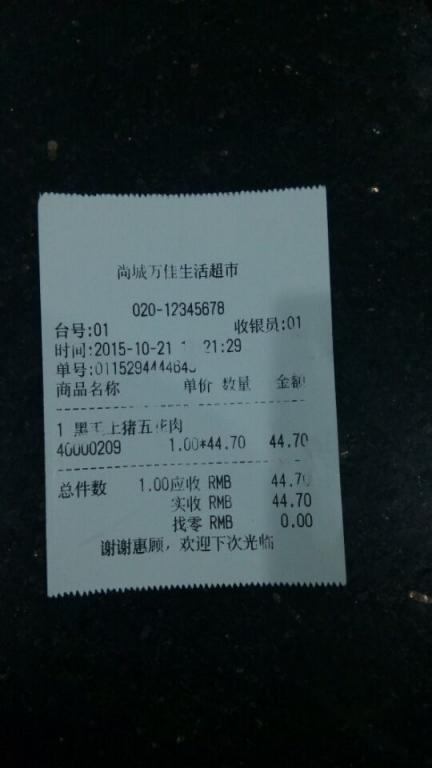 尚城万佳生活超市
020-12345678
台号:01 收银员:01
时间:2015-10-21 21:29
单号:
商品名称 单价 数量 金额
1 黑 上猪五花肉
40000209 1.00*44.70 44.70
总件数 1.00应收 RMB 44.70
实收 RMB 44.70
找零 RMB 0.00
谢谢惠顾，欢迎下次光临